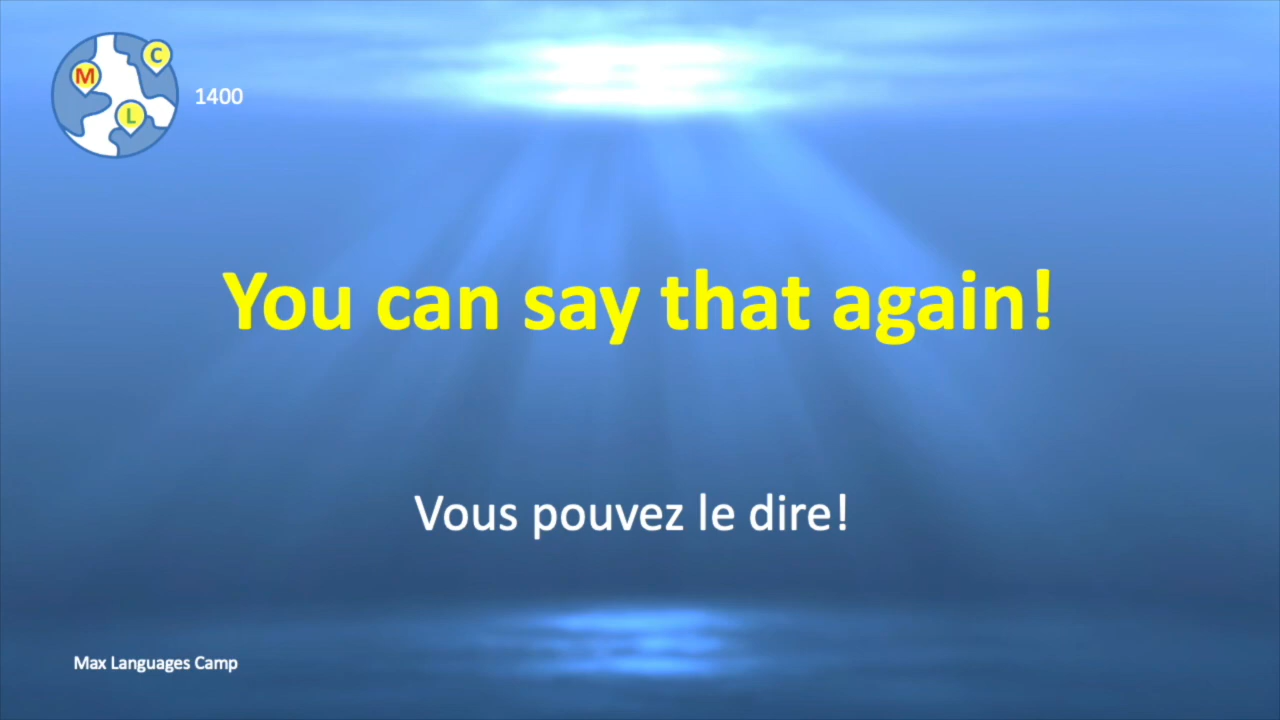 C
M
L
1400
You can say that again!
Vous pouvez le dire!
Max Languages Camp